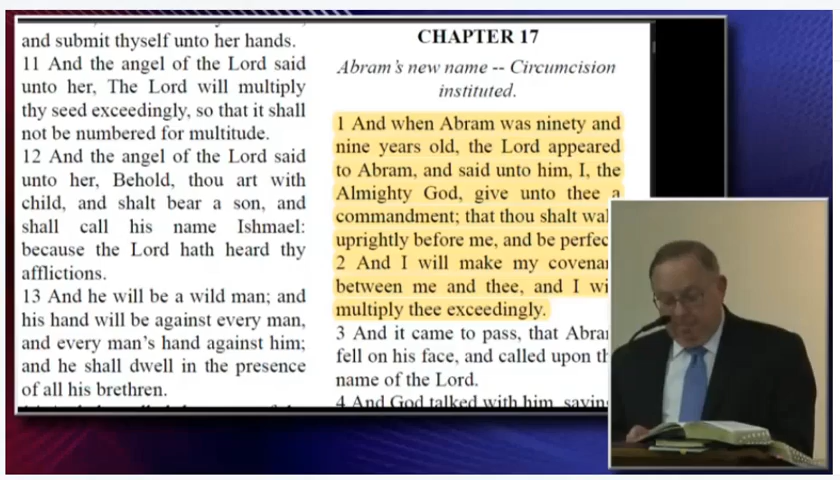 and submit thyself unto her hands.
11 And the angel of the Lord said
unto her, The Lord will multiply
thy seed exceedingly, so that it shall
not be numbered for multitude.
12 And the angel of the Lord said
unto her, Behold, thou art with
child, and shalt bear a son, and
shall call his name Ishmael:
because the Lord hath heard thy
afflictions.
13 And he will be a wild man; and
his hand will be against every man,
and every man's hand against him;
and he shall dwell in the presence
of all his brethren.
CHAPTER 17
Abram's new name -- Circumcision
instituted.
1 And when Abram was ninety and
nine years old, the Lord appeared
to Abram, and said unto him, I, the
Almighty God, give unto thee a
commandment; that thou shalt wal
uprightly before me, and be perfec
2 And I will make my covena
between me and thee, and I wi
multiply thee exceedingly.
3 And it came to pass, that Abra
fell on his face, and called upon th
name of the Lord.
4 And God talked with him, saying